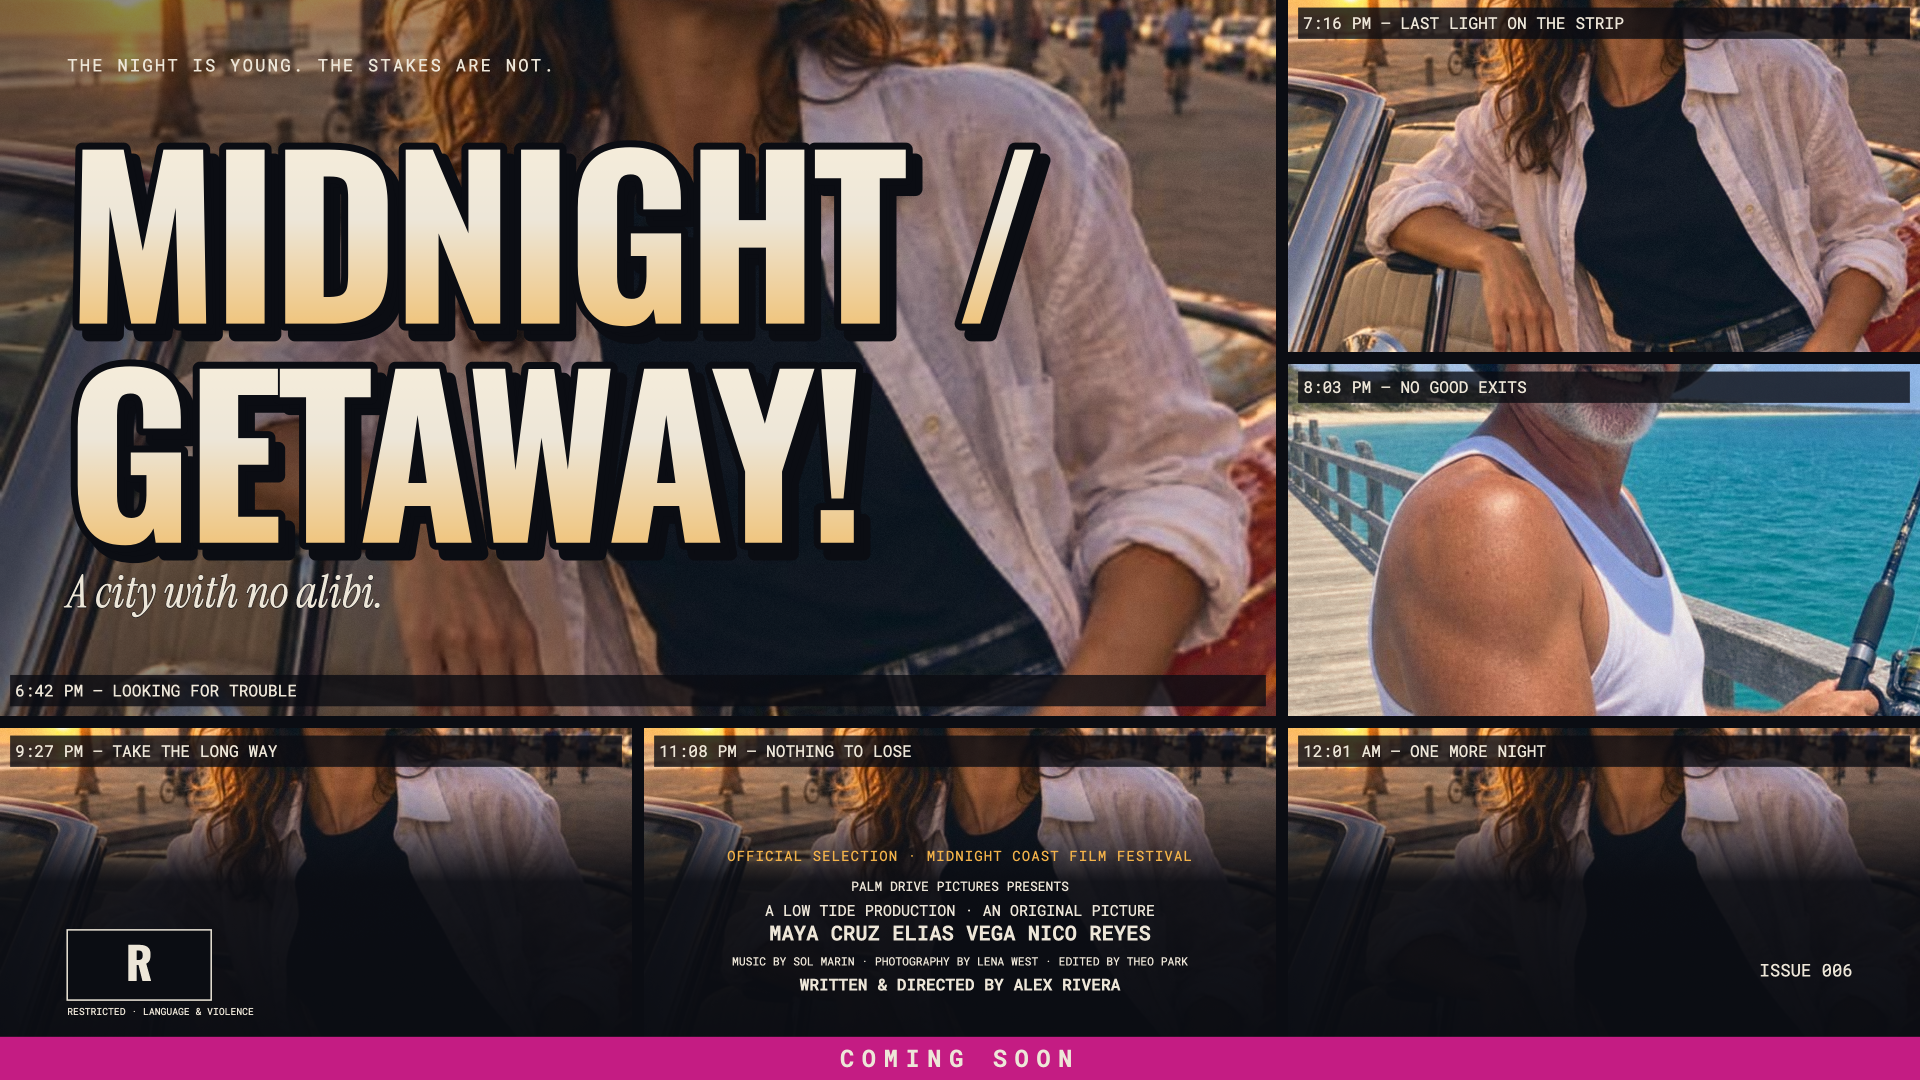 THE NIGHT IS YOUNG. THE STAKES ARE NOT.
MIDNIGHT /
GETAWAY!
A city with no alibi.
6:42 PM — LOOKING FOR TROUBLE
7:16 PM — LAST LIGHT ON THE STRIP
8:03 PM — NO GOOD EXITS
9:27 PM — TAKE THE LONG WAY
R
RESTRICTED · LANGUAGE & VIOLENCE
11:08 PM — NOTHING TO LOSE
OFFICIAL SELECTION · MIDNIGHT COAST FILM FESTIVAL
PALM DRIVE PICTURES PRESENTS
A LOW TIDE PRODUCTION · AN ORIGINAL PICTURE
MAYA CRUZ ELIAS VEGA NICO REYES
MUSIC BY SOL MARIN · PHOTOGRAPHY BY LENA WEST · EDITED BY THEO PARK
WRITTEN & DIRECTED BY ALEX RIVERA
12:01 AM — ONE MORE NIGHT
ISSUE 006
COMING SOON